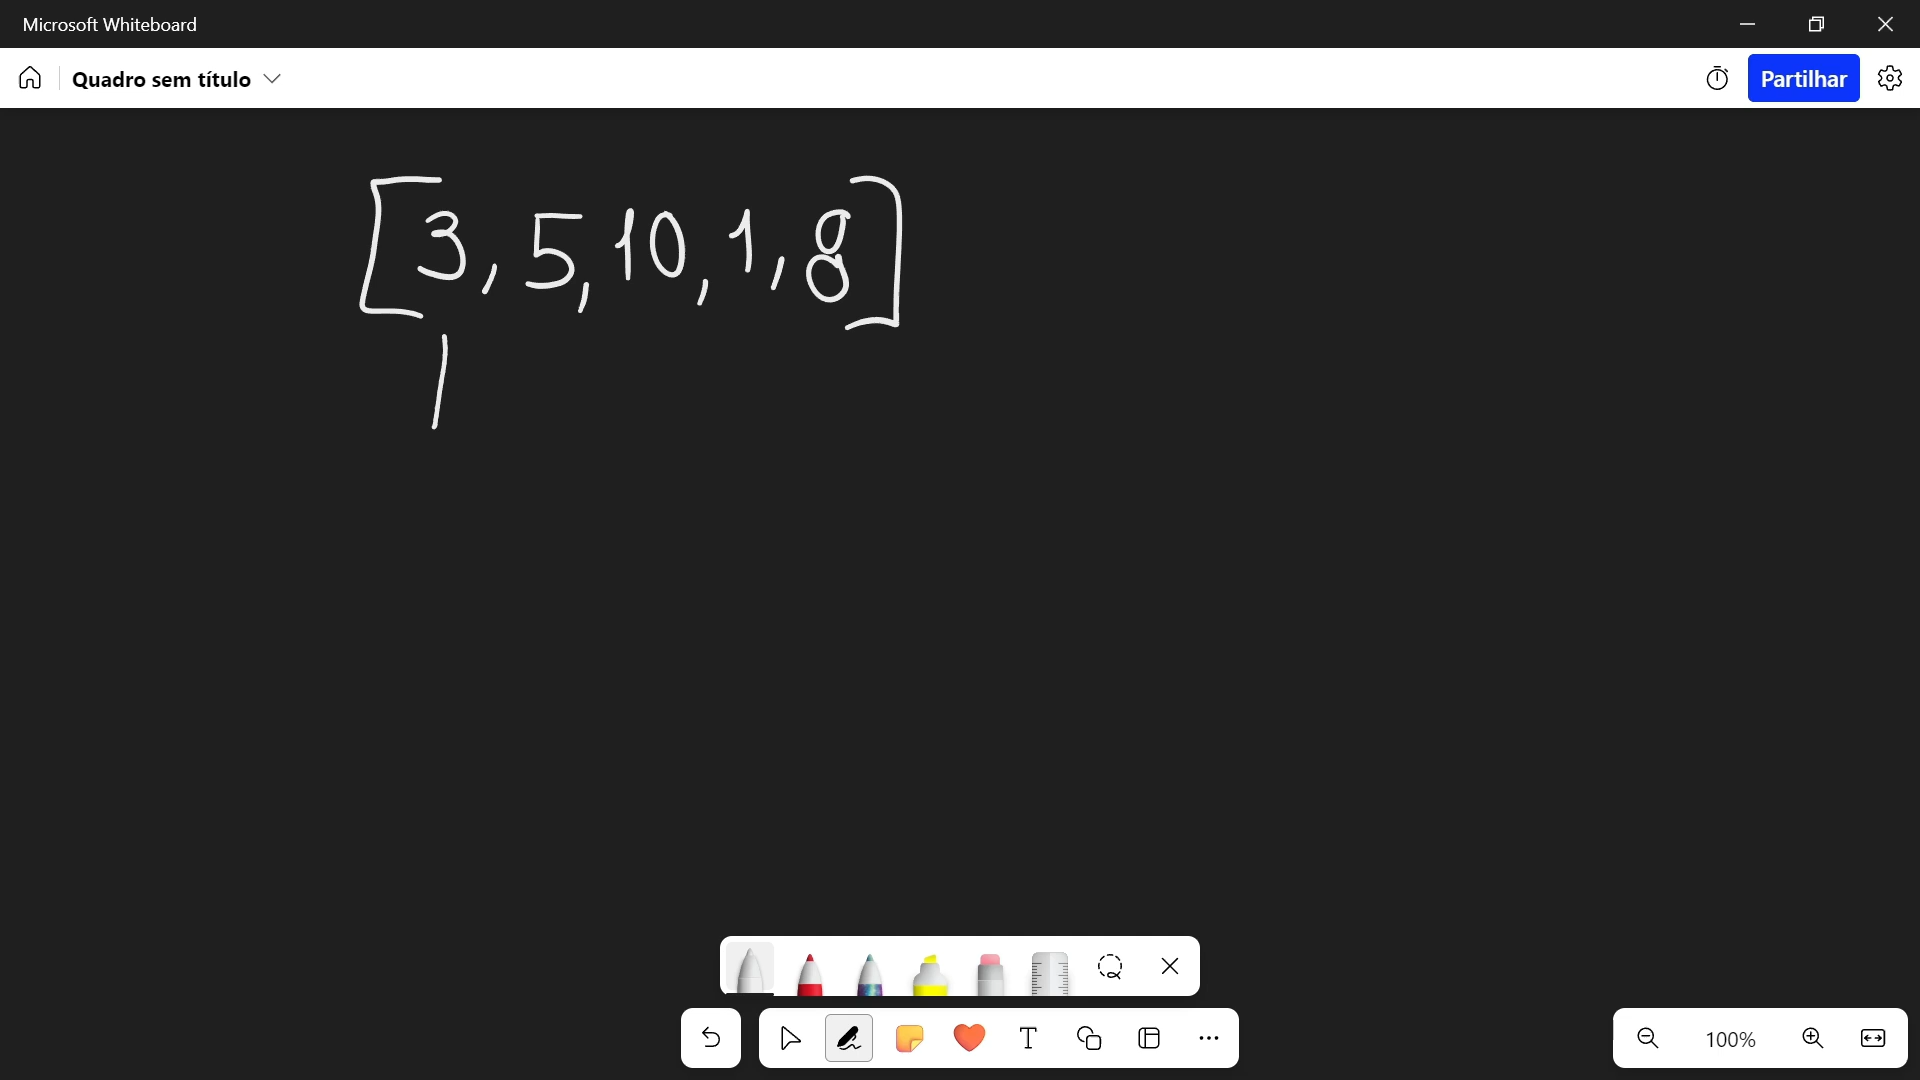 Microsoft Whiteboard
Quadro sem título
Partilhar
[3, 5, 10, 1, 8]
100%